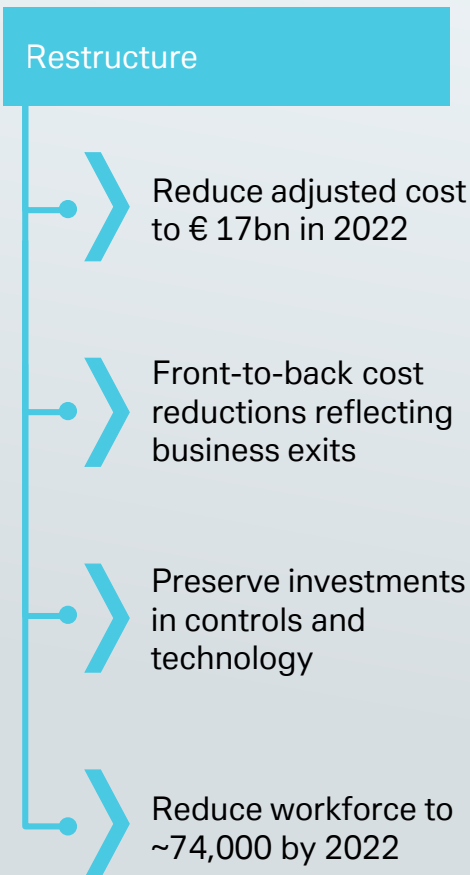 Restructure
Reduce adjusted cost
to € 17bn in 2022
Front-to-back cost
reductions reflecting
business exits
Preserve investments
in controls and
technology
Reduce workforce to
~74,000 by 2022